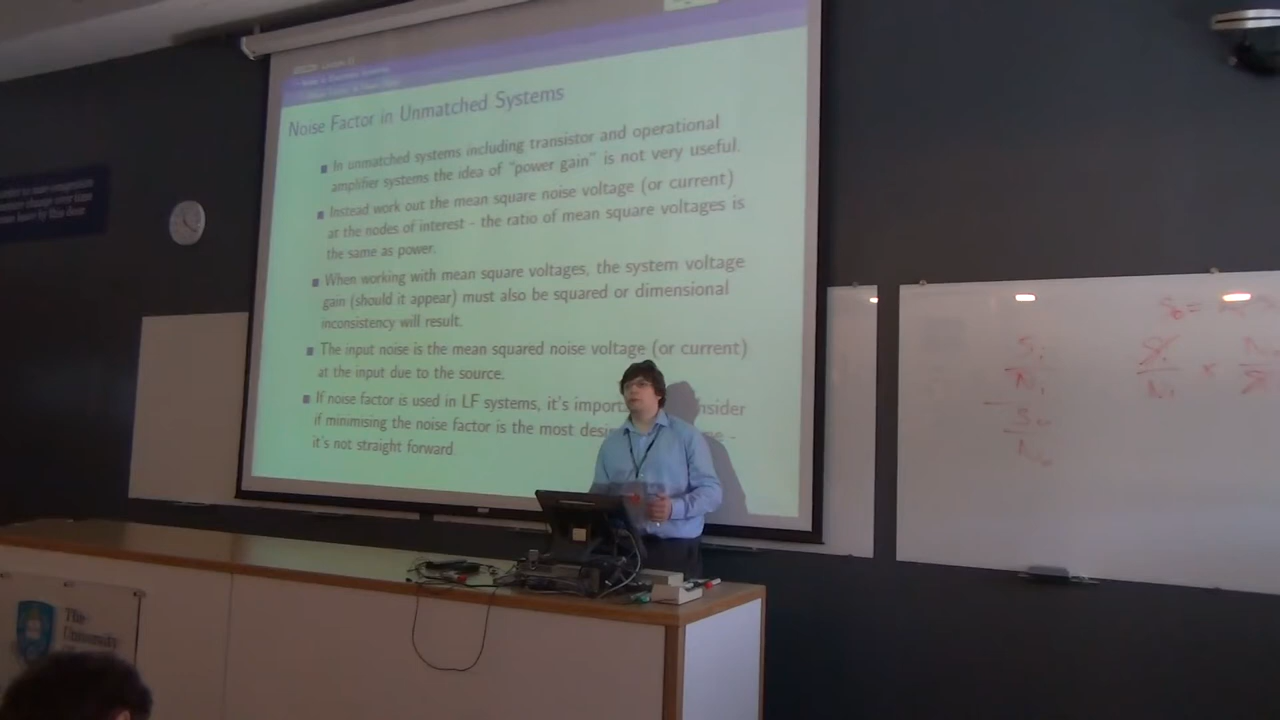 Lecture 13
Noise Factor in Unmatched Systems
In unmatched systems including transistor and operational
amplifier systems the idea of "power gain" is not very useful.
Instead work out the mean square noise voltage (or current)
at the nodes of interest - the ratio of mean square voltages is
the same as power.
When working with mean square voltages, the system voltage
gain (should it appear) must also be squared or dimensional
inconsistency will result.
The input noise is the mean squared noise voltage (or current)
at the input due to the source.
If noise factor is used in LF systems, it's
if minimising the noise factor is the most
it's not straight forward
The
University